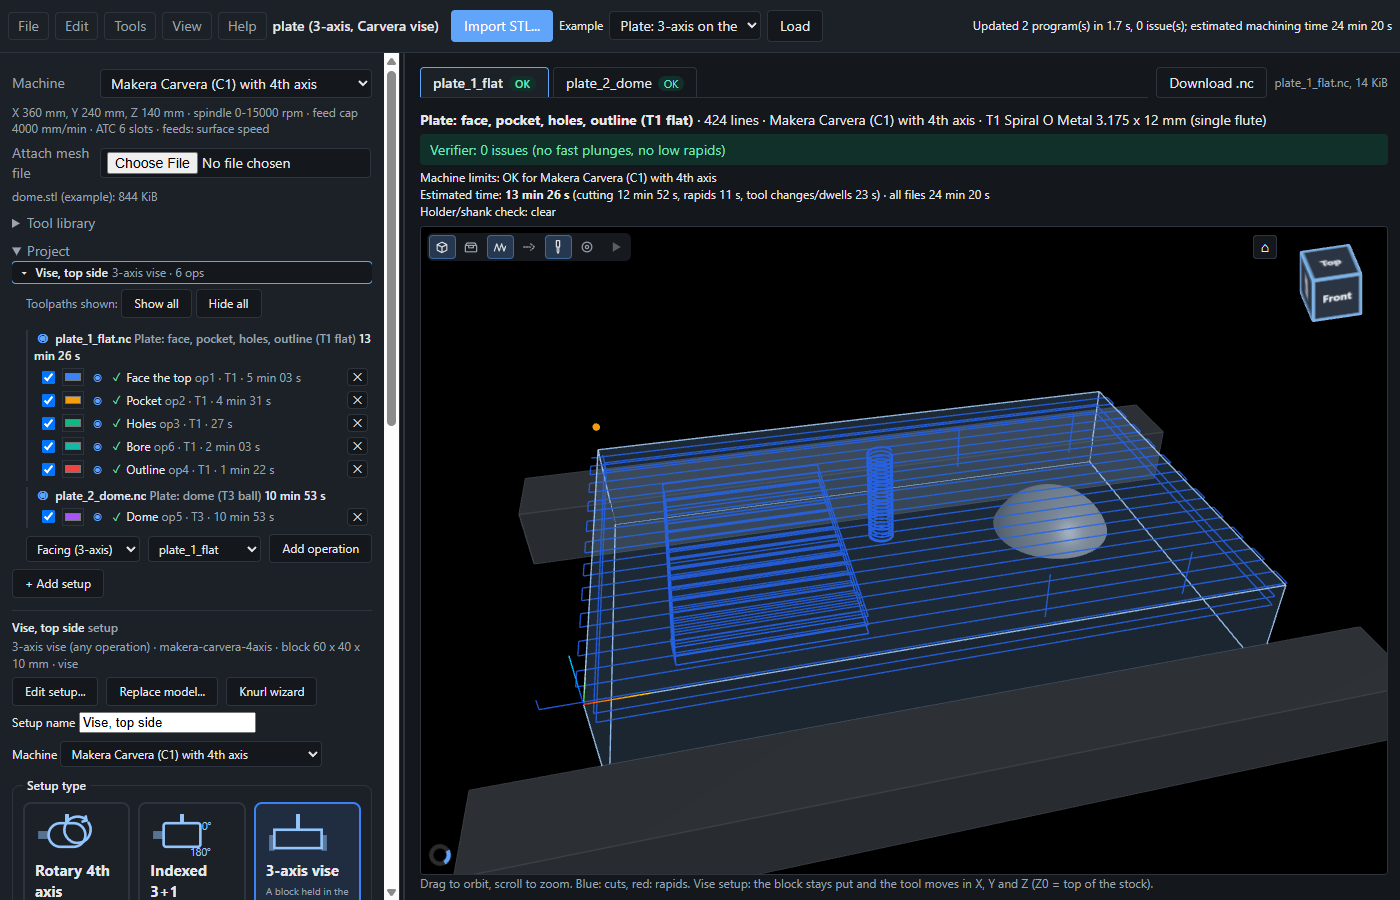 File Edit Tools View Help plate (3-axis, Carvera vise) Import STL... Example Plate: 3-axis on the Load Updated 2 program(s) in 1.7 s, 0 issue(s); estimated machining time 24 min 20 s
Machine Makera Carvera (C1) with 4th axis
X 360 mm, Y 240 mm, Z 140 mm · spindle 0-15000 rpm · feed cap
4000 mm/min · ATC 6 slots · feeds: surface speed
Attach mesh file Choose File No file chosen
dome.stl (example): 844 KiB
Tool library
Project
Vise, top side 3-axis vise · 6 ops
Toolpaths shown: Show all Hide all
plate_1_flat.nc Plate: face, pocket, holes, outline (T1 flat) 13
min 26 s
Face the top op1 · T1 · 5 min 03 s
Pocket op2 · T1 · 4 min 31 s
Holes op3 · T1 · 27 s
Bore op6 · T1 · 2 min 03 s
Outline op4 · T1 · 1 min 22 s
plate_2_dome.nc Plate: dome (T3 ball) 10 min 53 s
Dome op5 · T3 · 10 min 53 s
Facing (3-axis) plate_1_flat Add operation
+ Add setup
Vise, top side setup
3-axis vise (any operation) · makera-carvera-4axis · block 60 x 40 x
10 mm · vise
Edit setup... Replace model... Knurl wizard
Setup name Vise, top side
Machine Makera Carvera (C1) with 4th axis
Setup type
0°
180°
Rotary 4th
axis
Indexed
3+1
3-axis vise
A block held in the
plate_1_flat OK plate_2_dome OK Download .nc plate_1_flat.nc, 14 KiB
Plate: face, pocket, holes, outline (T1 flat) · 424 lines · Makera Carvera (C1) with 4th axis · T1 Spiral O Metal 3.175 x 12 mm (single flute)
Verifier: 0 issues (no fast plunges, no low rapids)
Machine limits: OK for Makera Carvera (C1) with 4th axis
Estimated time: 13 min 26 s (cutting 12 min 52 s, rapids 11 s, tool changes/dwells 23 s) · all files 24 min 20 s
Holder/shank check: clear
Top
Front
Drag to orbit, scroll to zoom. Blue: cuts, red: rapids. Vise setup: the block stays put and the tool moves in X, Y and Z (Z0 = top of the stock).